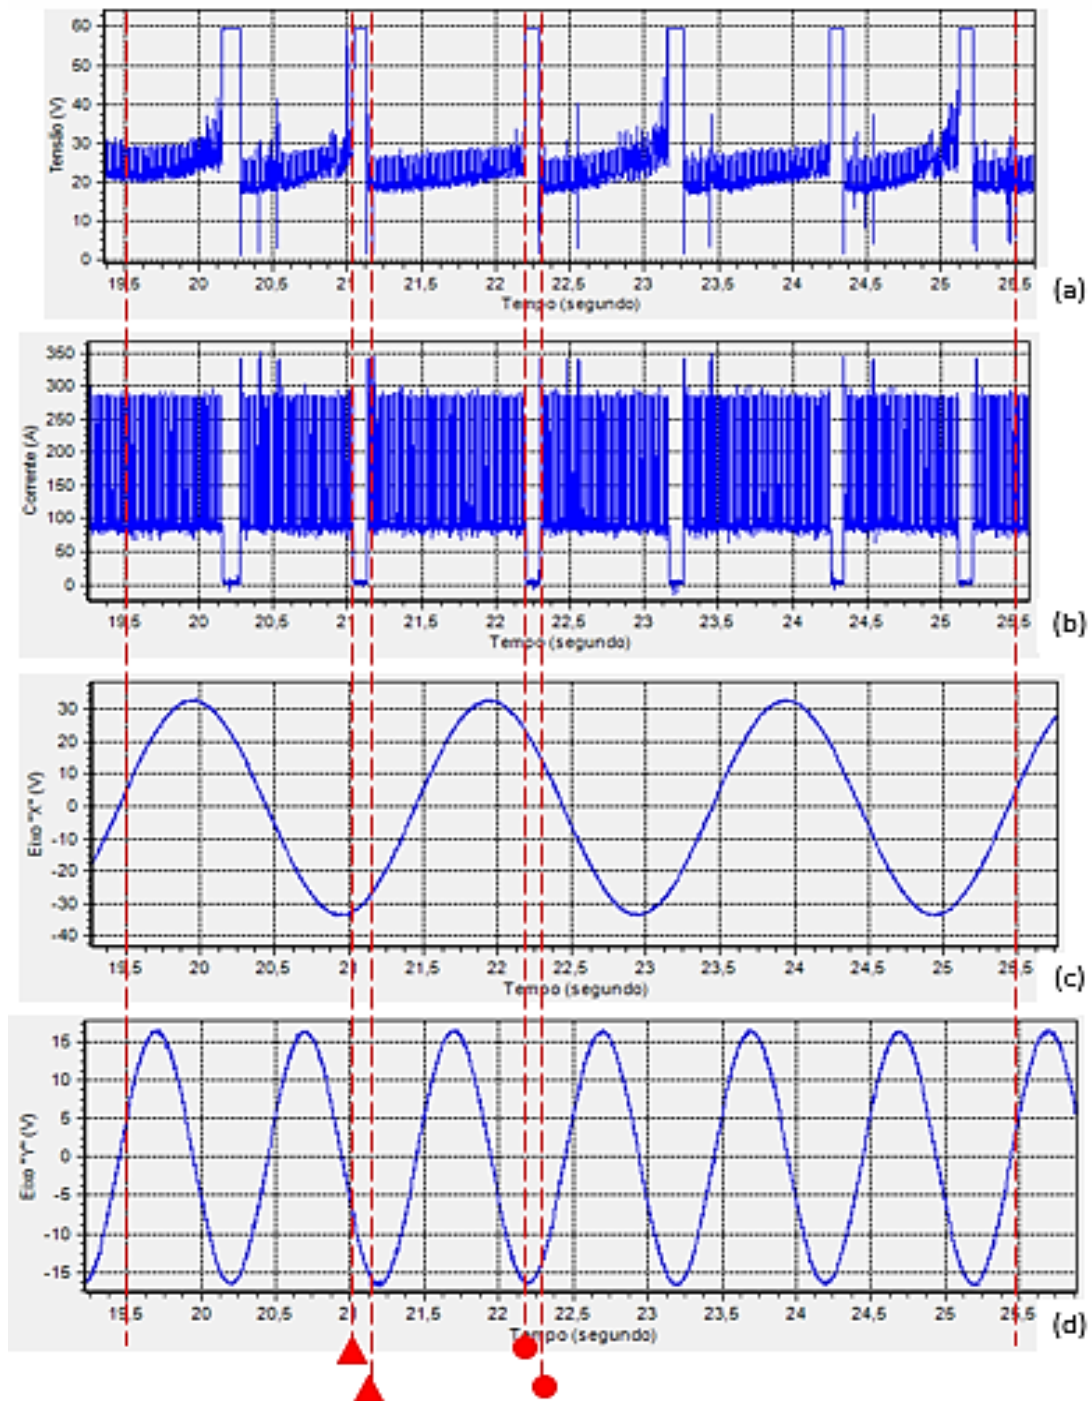 60
50
40
30
20
10
0
Tensão (V)
19,5 20 20,5 21 21,5 22 22,5 23 23,5 24 24,5 25 25,5
Tempo (segundo)
(a)
350
300
250
200
150
100
50
0
Corrente (A)
19,5 20 20,5 21 21,5 22 22,5 23 23,5 24 24,5 25 25,5
Tempo (segundo)
(b)
30
20
10
0
-10
-20
-30
-40
Eixo "X" (V)
19,5 20 20,5 21 21,5 22 22,5 23 23,5 24 24,5 25 25,5
Tempo (segundo)
(c)
15
10
5
0
-5
-10
-15
Eixo "Y" (V)
19,5 20 20,5 21 21,5 22 22,5 23 23,5 24 24,5 25 25,5
Tempo (segundo)
(d)